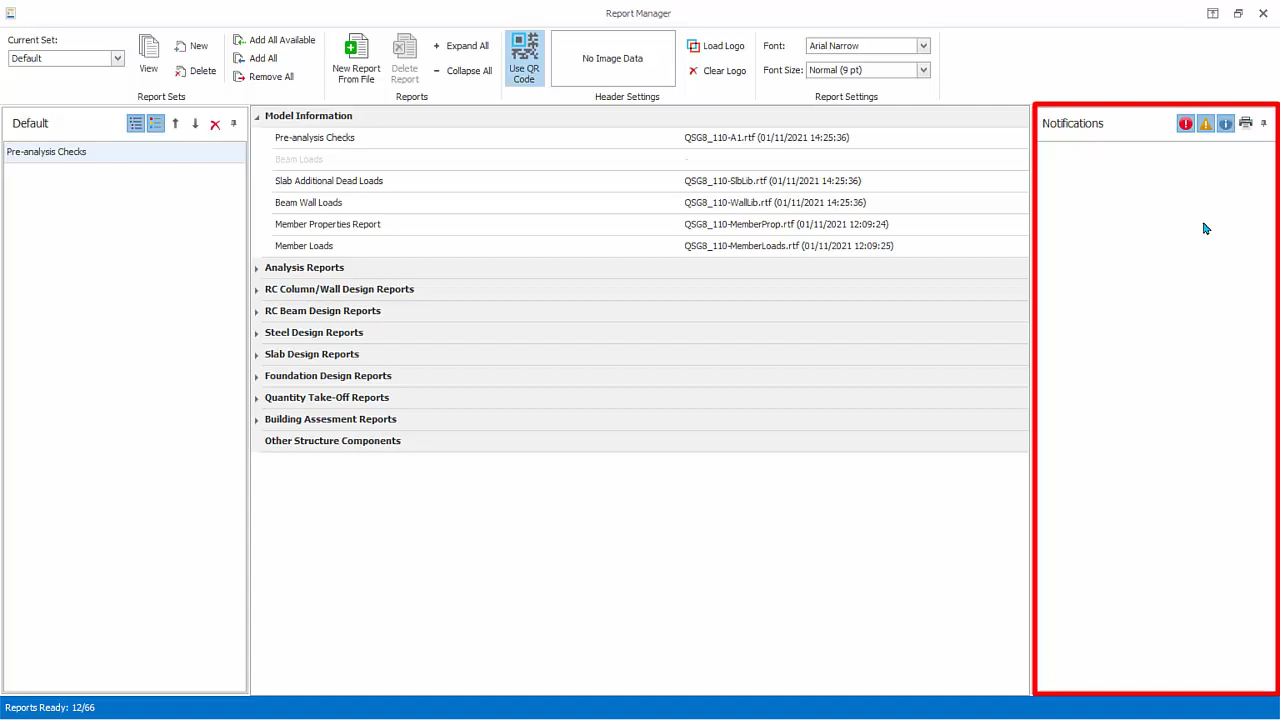 Report Manager
Current Set:
Default
View
New
Delete
Report Sets
Add All Available
Add All
Remove All
New Report
From File
Delete
Report
Expand All
Collapse All
Reports
Use QR
Code
No Image Data
Load Logo
Clear Logo
Header Settings
Font: Arial Narrow
Font Size: Normal (9 pt)
Report Settings
Default
Pre-analysis Checks
Model Information
Pre-analysis Checks QSG8_110-A1.rtf (01/11/2021 14:25:36)
Beam Loads -
Slab Additional Dead Loads QSG8_110-SlbLib.rtf (01/11/2021 14:25:36)
Beam Wall Loads QSG8_110-WallLib.rtf (01/11/2021 14:25:36)
Member Properties Report QSG8_110-MemberProp.rtf (01/11/2021 12:09:24)
Member Loads QSG8_110-MemberLoads.rtf (01/11/2021 12:09:25)
Analysis Reports
RC Column/Wall Design Reports
RC Beam Design Reports
Steel Design Reports
Slab Design Reports
Foundation Design Reports
Quantity Take-Off Reports
Building Assesment Reports
Other Structure Components
Notifications
Reports Ready: 12/66